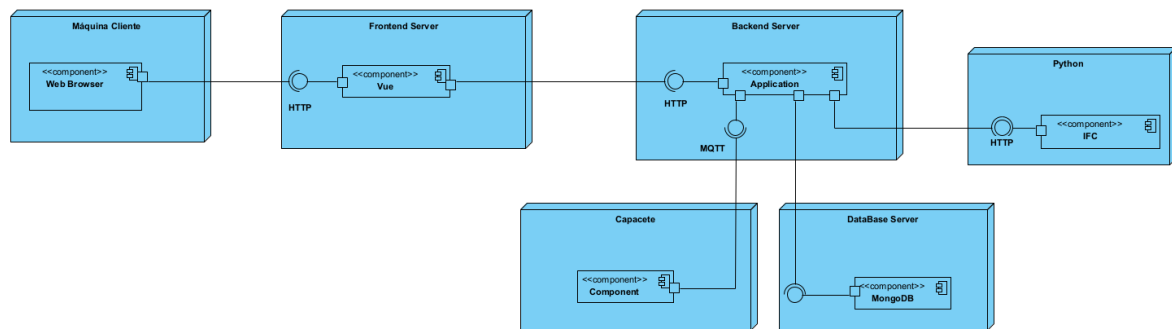 Máquina Cliente
<<component>>
Web Browser
Frontend Server
HTTP
<<component>>
Vue
Backend Server
HTTP
<<component>>
Application
MQTT
Python
HTTP
<<component>>
IFC
Capacete
<<component>>
Component
DataBase Server
<<component>>
MongoDB